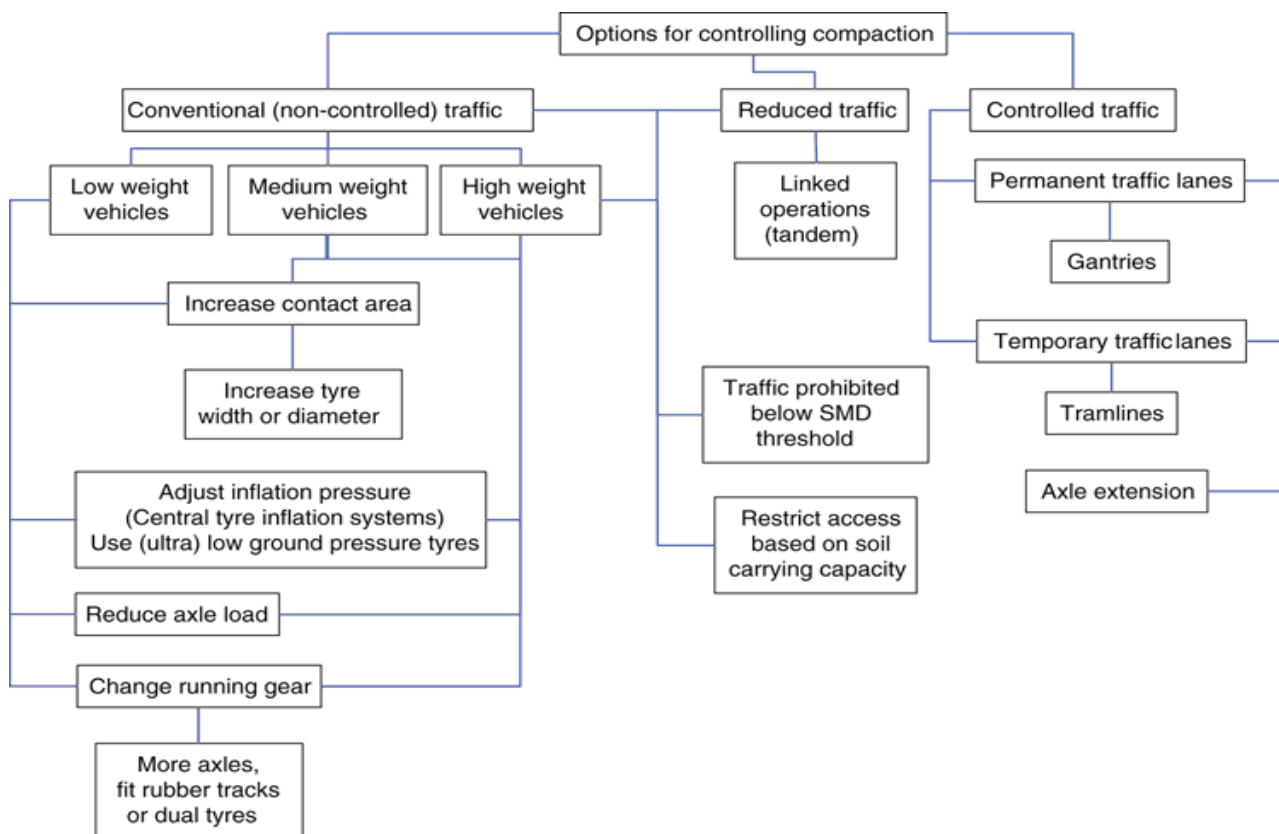 Options for controlling compaction
Conventional (non-controlled) traffic
Reduced traffic
Controlled traffic
Low weight
vehicles
Medium weight
vehicles
High weight
vehicles
Linked
operations
(tandem)
Permanent traffic lanes
Gantries
Increase contact area
Temporary traffic lanes
Increase tyre
width or diameter
Traffic prohibited
below SMD
threshold
Tramlines
Adjust inflation pressure
(Central tyre inflation systems)
Use (ultra) low ground pressure tyres
Axle extension
Restrict access
based on soil
carrying capacity
Reduce axle load
Change running gear
More axles,
fit rubber tracks
or dual tyres